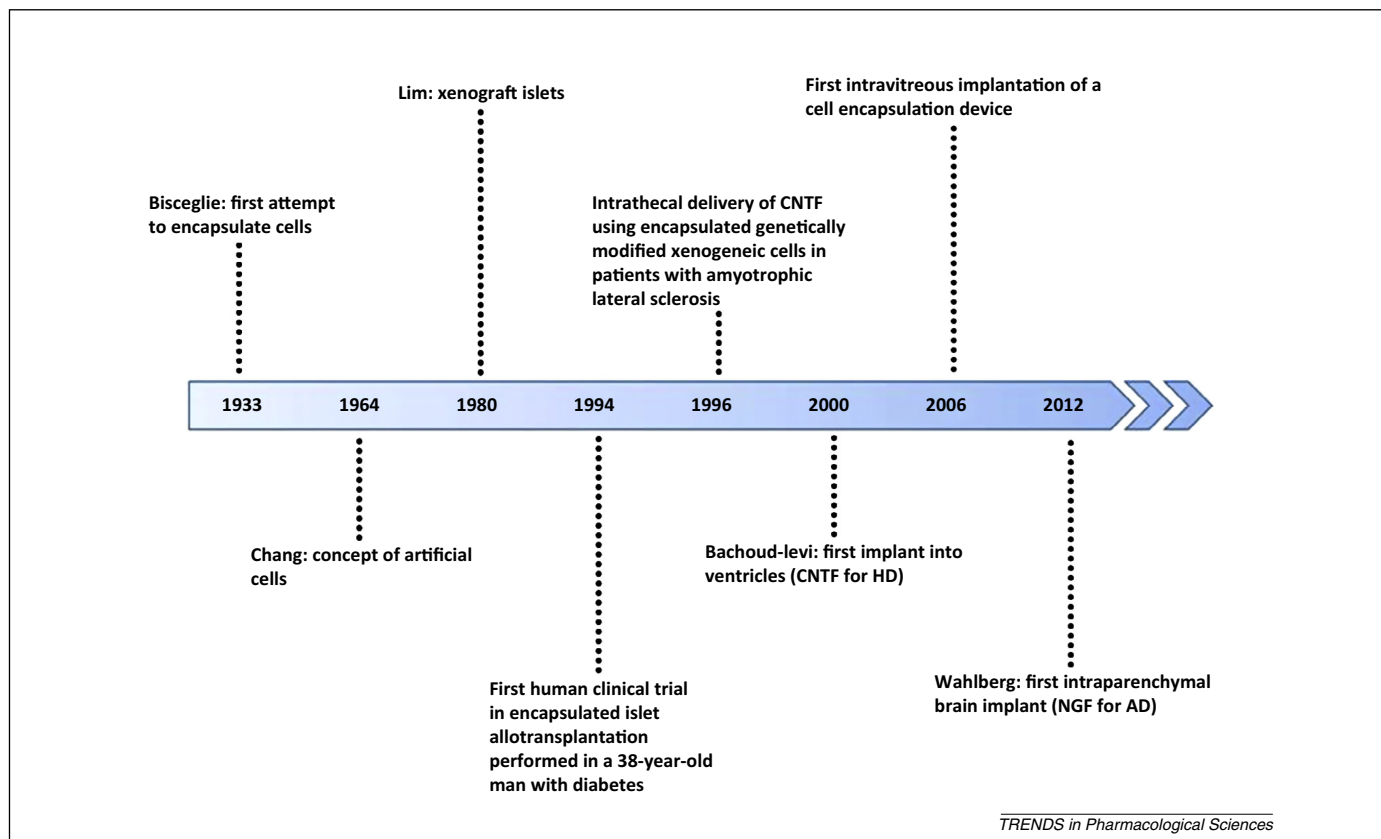 Lim: xenograft islets
First intravitreous implantation of a
cell encapsulation device
Bisceglie: first attempt
to encapsulate cells
Intrathecal delivery of CNTF
using encapsulated genetically
modified xenogeneic cells in
patients with amyotrophic
lateral sclerosis
1933 1964 1980 1994 1996 2000 2006 2012
Chang: concept of artificial
cells
Bachoud-levi: first implant into
ventricles (CNTF for HD)
First human clinical trial
in encapsulated islet
allotransplantation
performed in a 38-year-old
man with diabetes
Wahlberg: first intraparenchymal
brain implant (NGF for AD)
TRENDS in Pharmacological Sciences